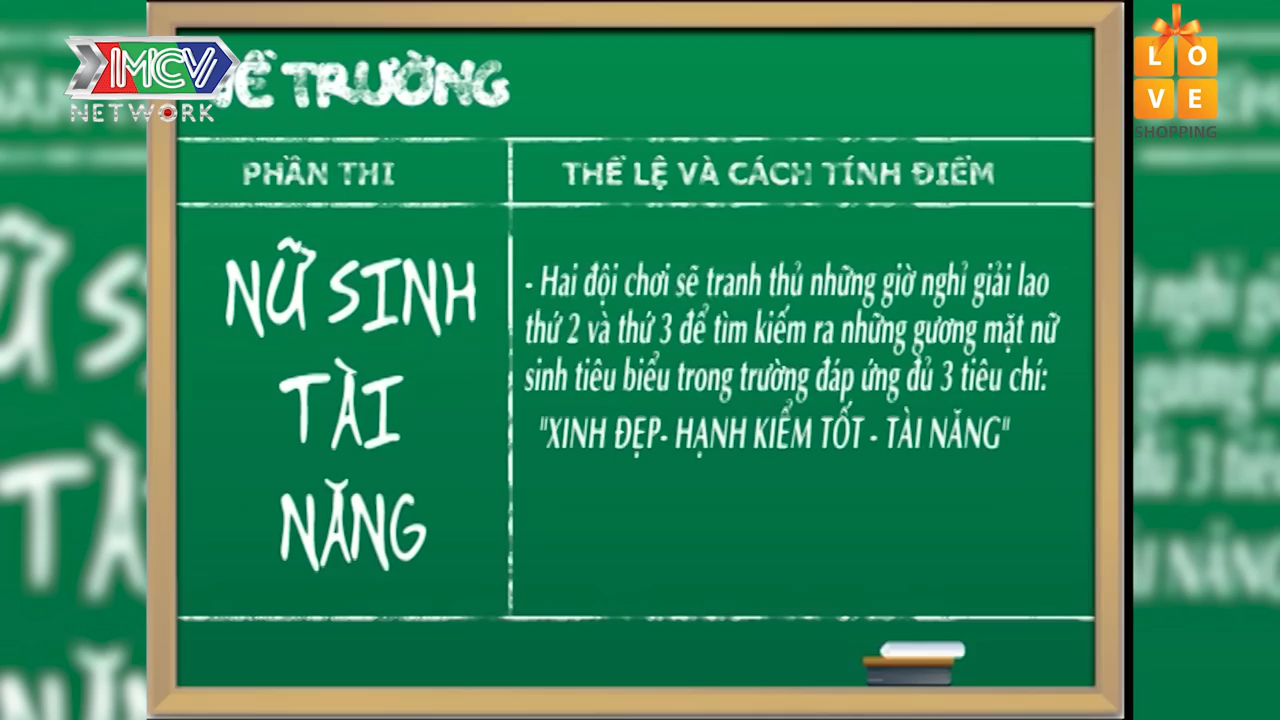 MCV
NETWORK
VỀ TRƯỜNG
LOVE
SHOPPING
PHẦN THI
THỂ LỆ VÀ CÁCH TÍNH ĐIỂM
NỮ SINH
TÀI
NĂNG
- Hai đội chơi sẽ tranh thủ những giờ nghỉ giải lao
thứ 2 và thứ 3 để tìm kiếm ra những gương mặt nữ
sinh tiêu biểu trong trường đáp ứng đủ 3 tiêu chí:
"XINH ĐẸP- HẠNH KIỂM TỐT - TÀI NĂNG"